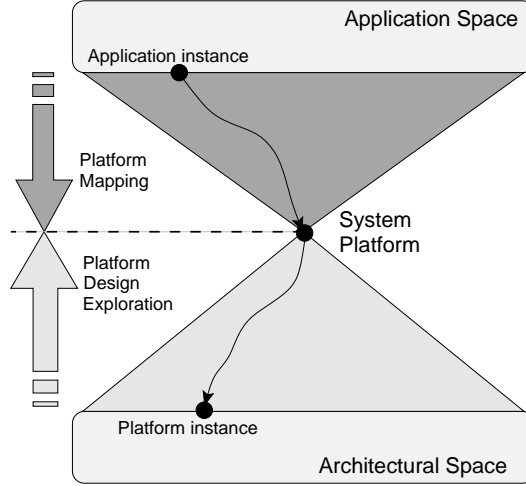 Application Space
Application instance
Platform
Mapping
System
Platform
Platform
Design
Exploration
Platform instance
Architectural Space